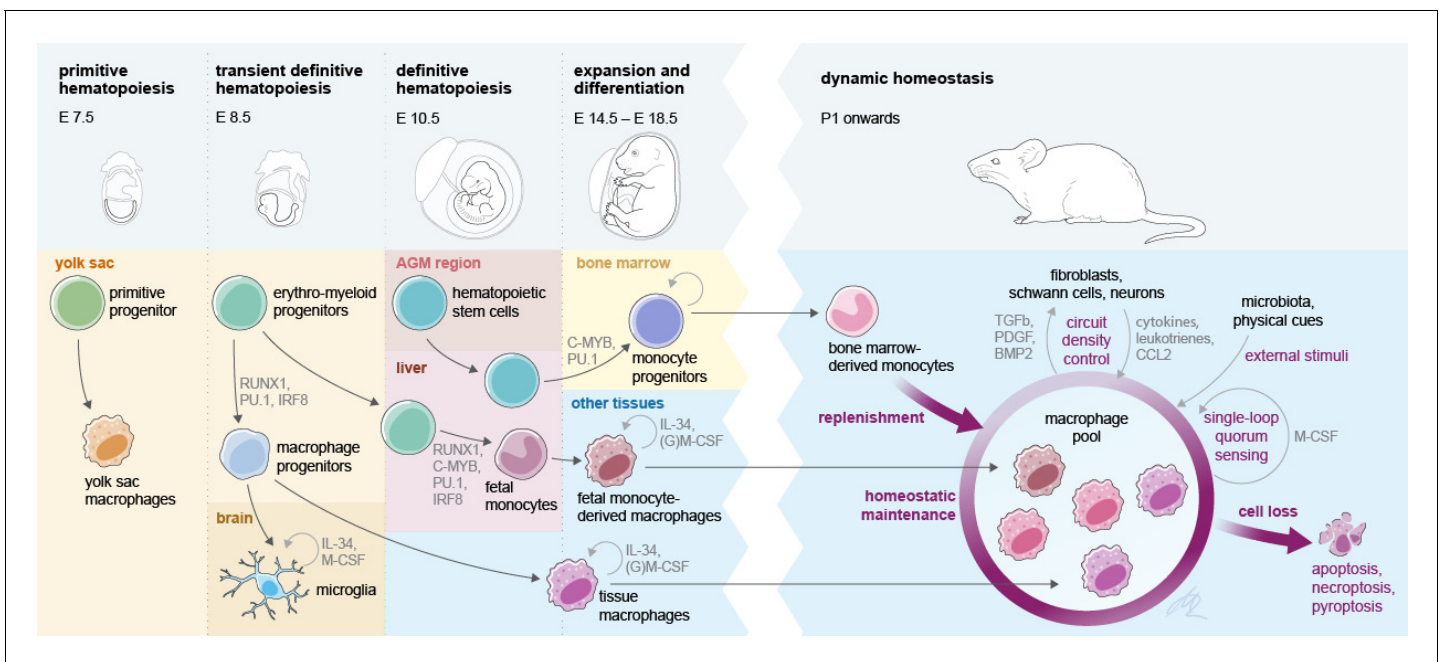 primitive
hematopoiesis
E 7.5
transient definitive
hematopoiesis
E 8.5
definitive
hematopoiesis
E 10.5
expansion and
differentiation
E 14.5 – E 18.5
dynamic homeostasis
P1 onwards
yolk sac
primitive
progenitor
yolk sac
macrophages
erythro-myeloid
progenitors
RUNX1,
PU.1, IRF8
macrophage
progenitors
brain
IL-34,
M-CSF
microglia
AGM region
hematopoietic
stem cells
liver
RUNX1,
C-MYB,
PU.1,
IRF8
fetal
monocytes
bone marrow
C-MYB,
PU.1
monocyte
progenitors
other tissues
IL-34,
(G)M-CSF
fetal monocyte-
derived macrophages
IL-34,
(G)M-CSF
tissue
macrophages
bone marrow-
derived monocytes
replenishment
homeostatic
maintenance
fibroblasts,
schwann cells, neurons
TGFb,
PDGF,
BMP2
circuit
density
control
cytokines,
leukotrienes,
CCL2
microbiota,
physical cues
external stimuli
macrophage
pool
single-loop
quorum
sensing
M-CSF
cell loss
apoptosis,
necroptosis,
pyroptosis